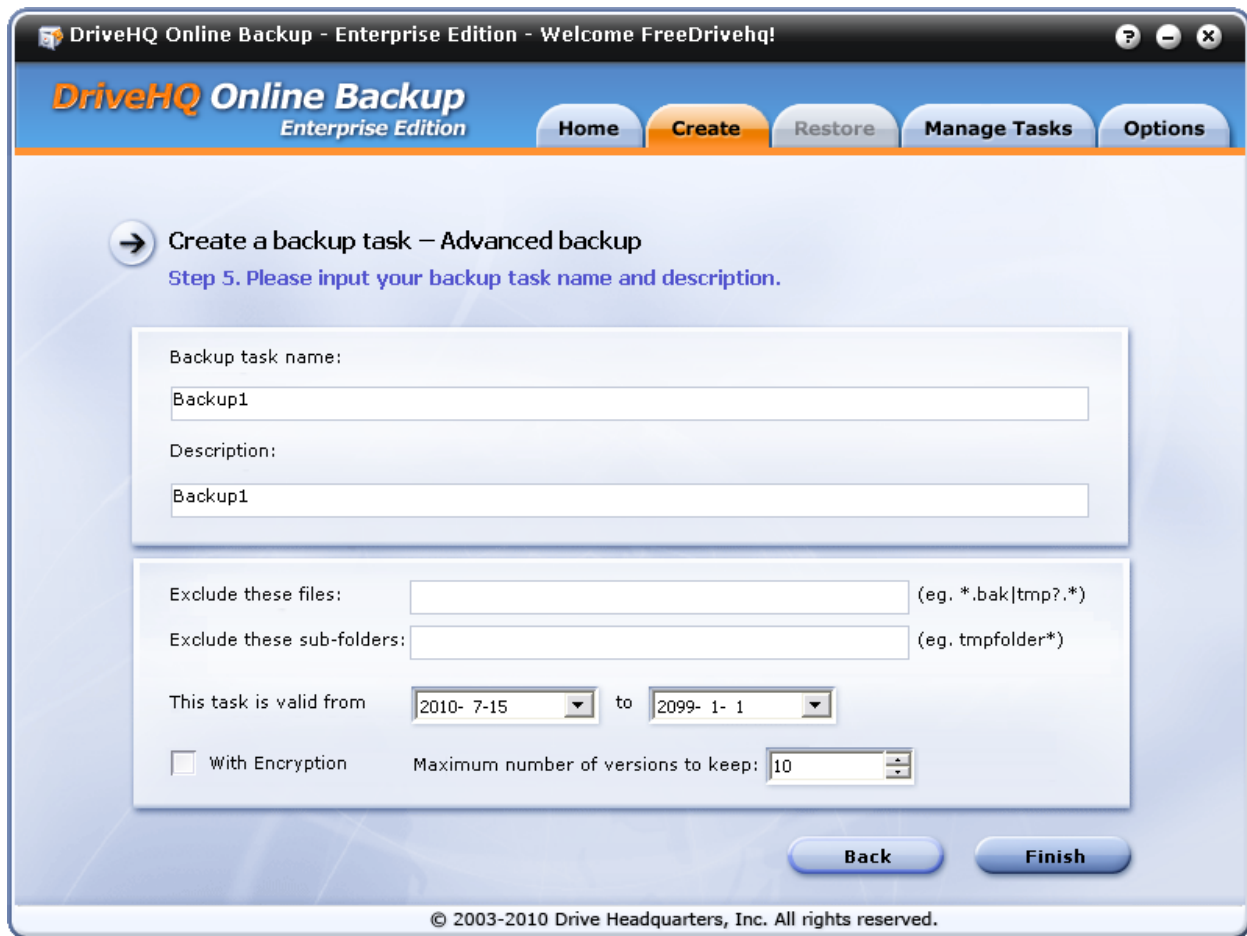 DriveHQ Online Backup - Enterprise Edition - Welcome FreeDrivehq!
DriveHQ Online Backup
Enterprise Edition
Home
Create
Restore
Manage Tasks
Options
Create a backup task – Advanced backup
Step 5. Please input your backup task name and description.
Backup task name:
Backup1
Description:
Backup1
Exclude these files: (eg. *.bak|tmp?.*)
Exclude these sub-folders: (eg. tmpfolder*)
This task is valid from 2010- 7-15 to 2099- 1- 1
With Encryption Maximum number of versions to keep: 10
Back
Finish
© 2003-2010 Drive Headquarters, Inc. All rights reserved.